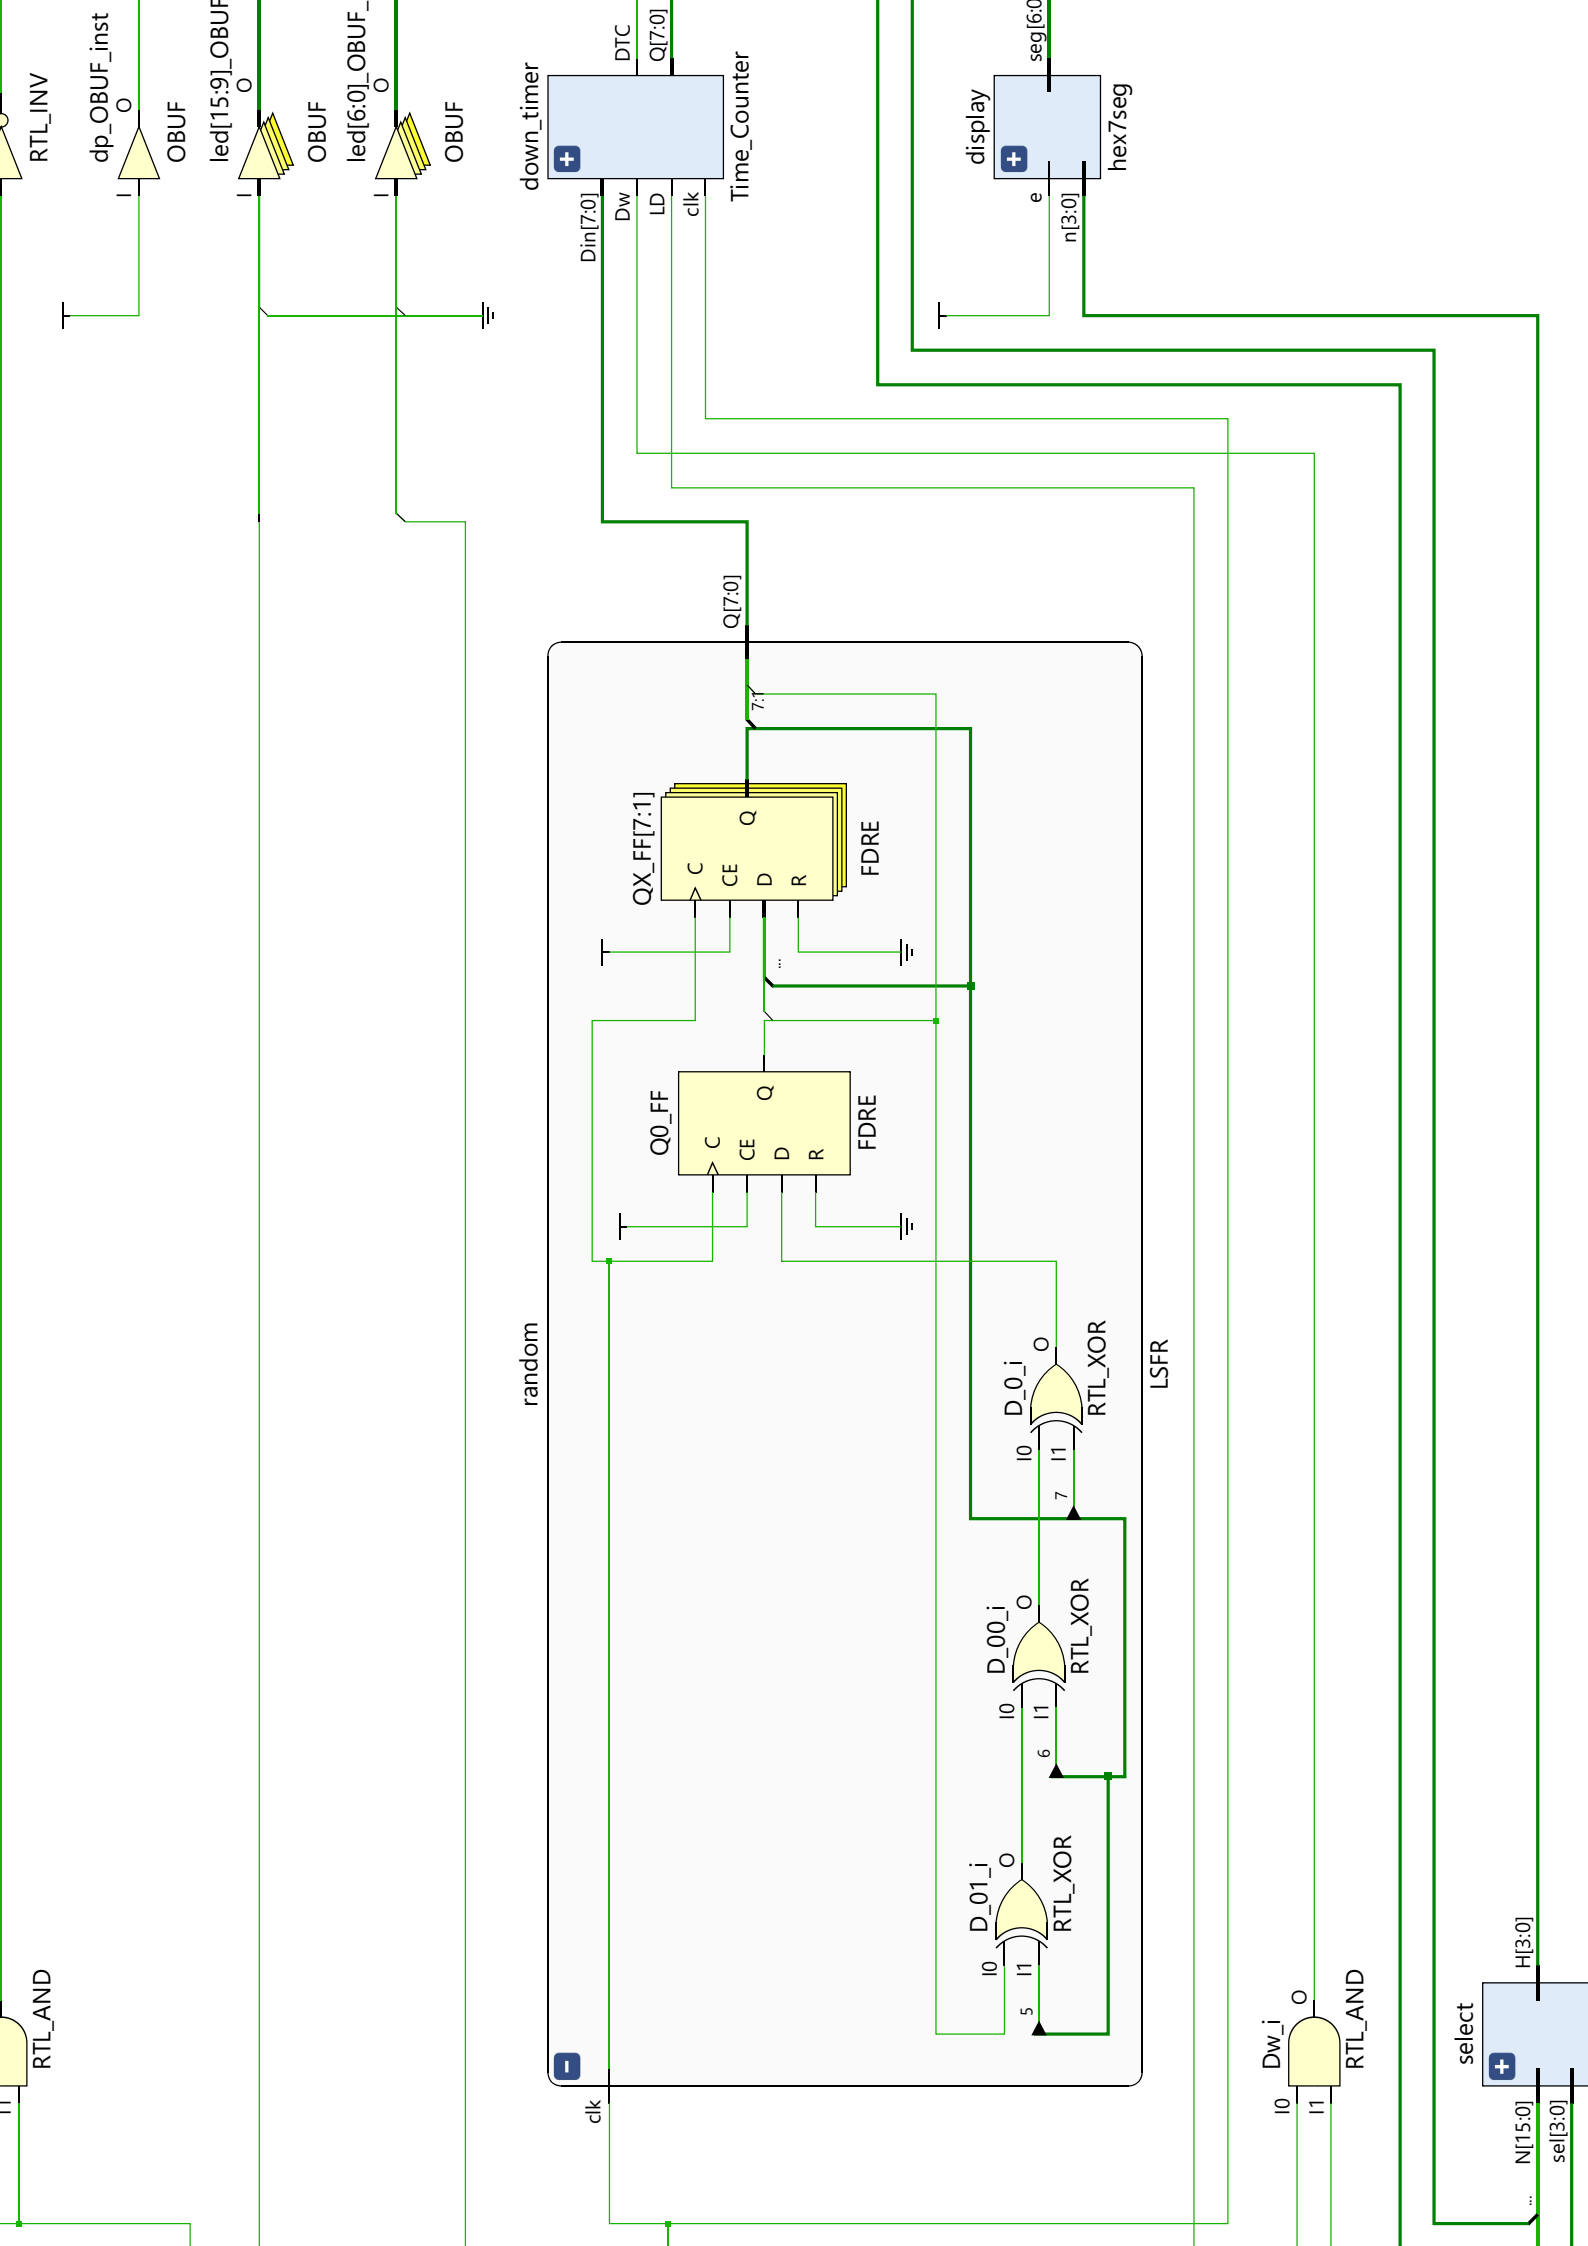 RTL_INV
dp_OBUF_inst
O
I
OBUF
led[15:9]_OBUF
O
I
OBUF
led[6:0]_OBUF_
O
I
OBUF
down_timer
DTC
Q[7:0]
Din[7:0]
Dw
LD
clk
Time_Counter
display
seg[6:0
e
n[3:0]
hex7seg
random
Q[7:0]
7:1
QX_FF[7:1]
C
CE
D
R
Q
FDRE
...
Q0_FF
C
CE
D
R
Q
FDRE
D_0_i
O
I0
I1
RTL_XOR
7
D_00_i
O
I0
I1
RTL_XOR
6
D_01_i
O
I0
I1
RTL_XOR
5
clk
LSFR
RTL_AND
I1
Dw_i
O
I0
I1
RTL_AND
select
H[3:0]
N[15:0]
sel[3:0]
...